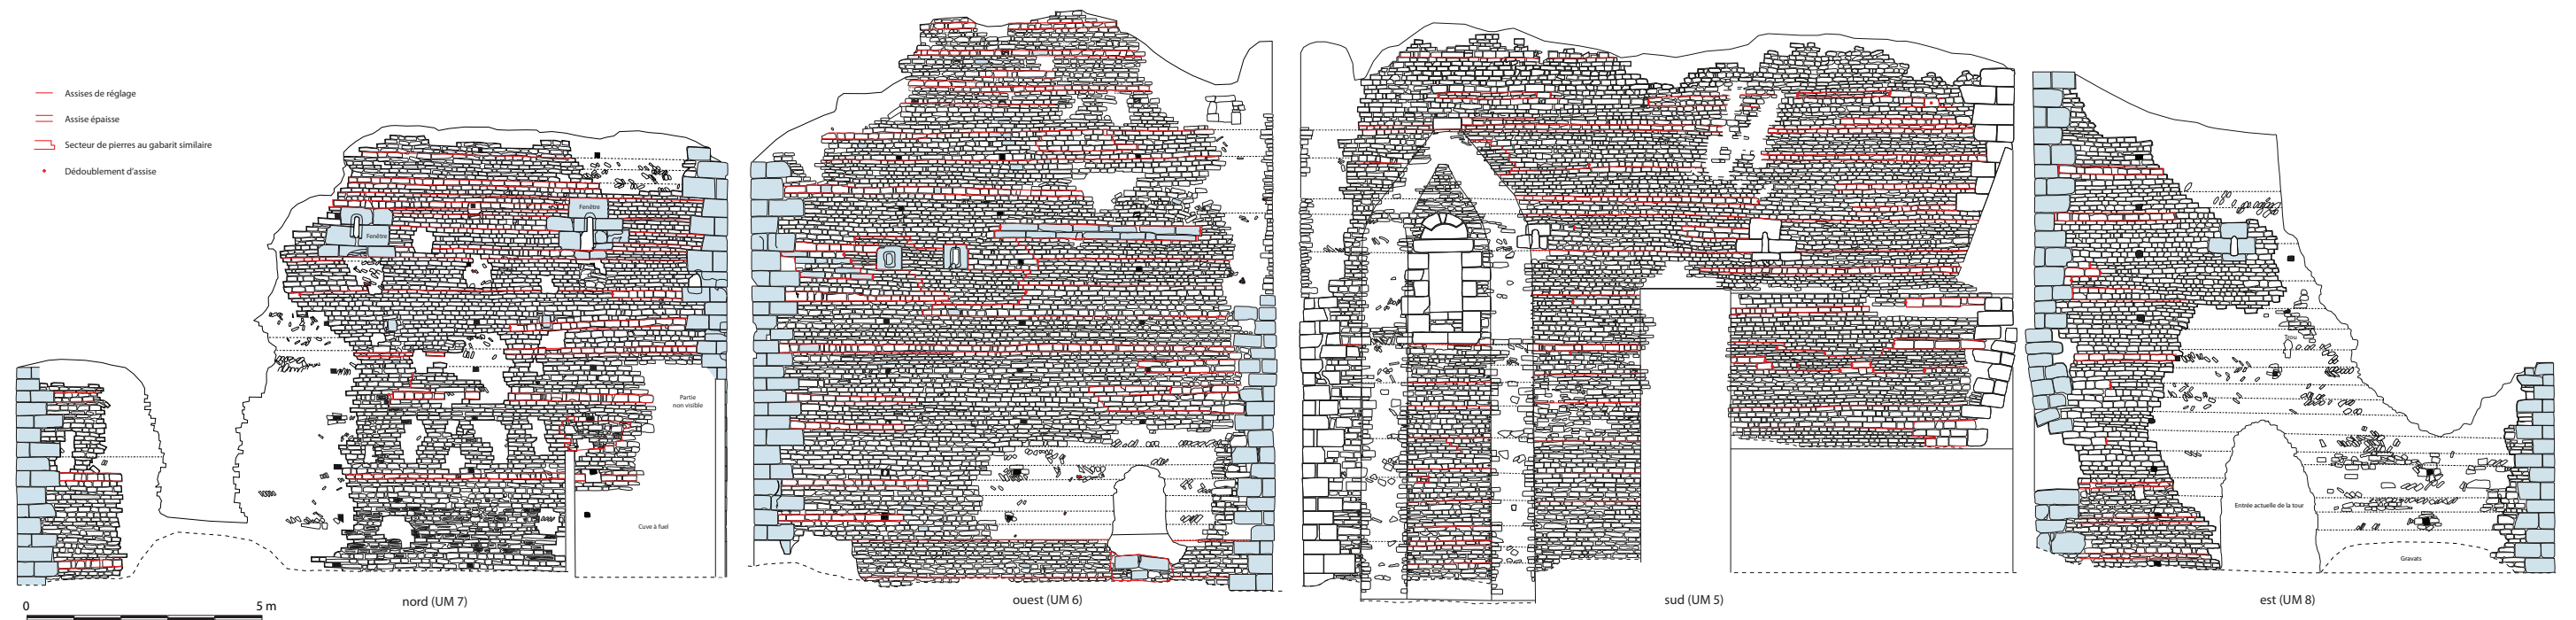 Assises de réglage
Assise épaisse
Secteur de pierres au gabarit similaire
Dédoublement d'assise
Fenêtre
Fenêtre
Partie
non visible
Cuve à fuel
Trou
Entrée actuelle de la tour
Gravats
nord (UM 7)
ouest (UM 6)
sud (UM 5)
est (UM 8)
0
5 m